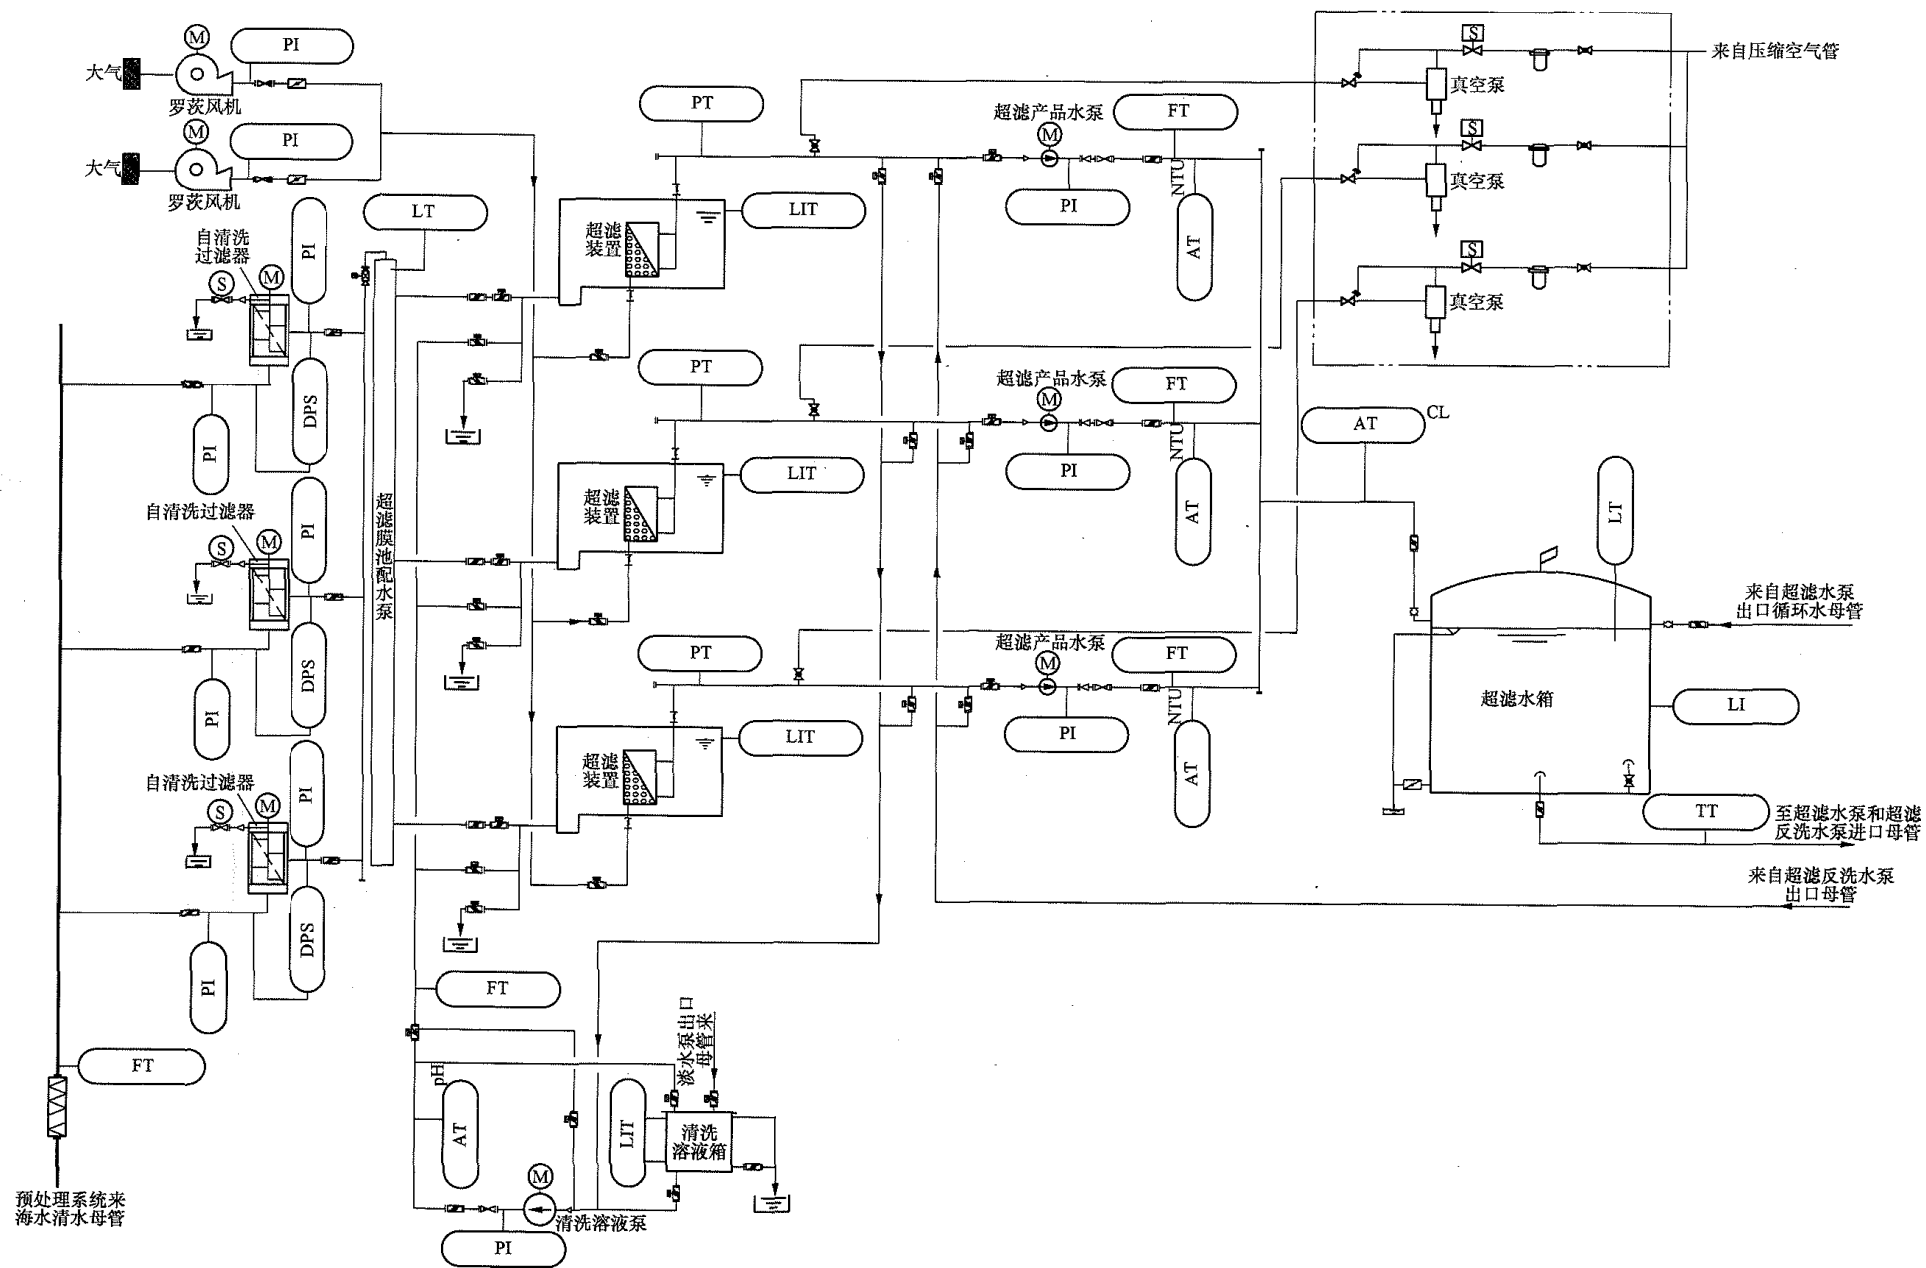 M
PI
大气
罗茨风机
M
PI
大气
罗茨风机
PT
超滤产品水泵
M
FT
NTU
PI
AT
S
来自压缩空气管
真空泵
S
真空泵
S
真空泵
LT
自清洗
过滤器
PI
S
M
DPS
PI
超滤
装置
LIT
PT
超滤产品水泵
M
FT
NTU
PI
AT
AT
CL
LT
自清洗过滤器
PI
S
M
DPS
PI
超滤膜池配水泵
超滤
装置
LIT
来自超滤水泵
出口循环水母管
PT
超滤产品水泵
M
FT
NTU
PI
AT
超滤水箱
LI
自清洗过滤器
PI
S
M
DPS
PI
超滤
装置
LIT
TT
至超滤水泵和超滤
反洗水泵进口母管
来自超滤反洗水泵
出口母管
FT
FT
淡水泵出口
母管来
pH
AT
LIT
清洗
溶液箱
M
清洗溶液泵
PI
预处理系统来
海水清水母管